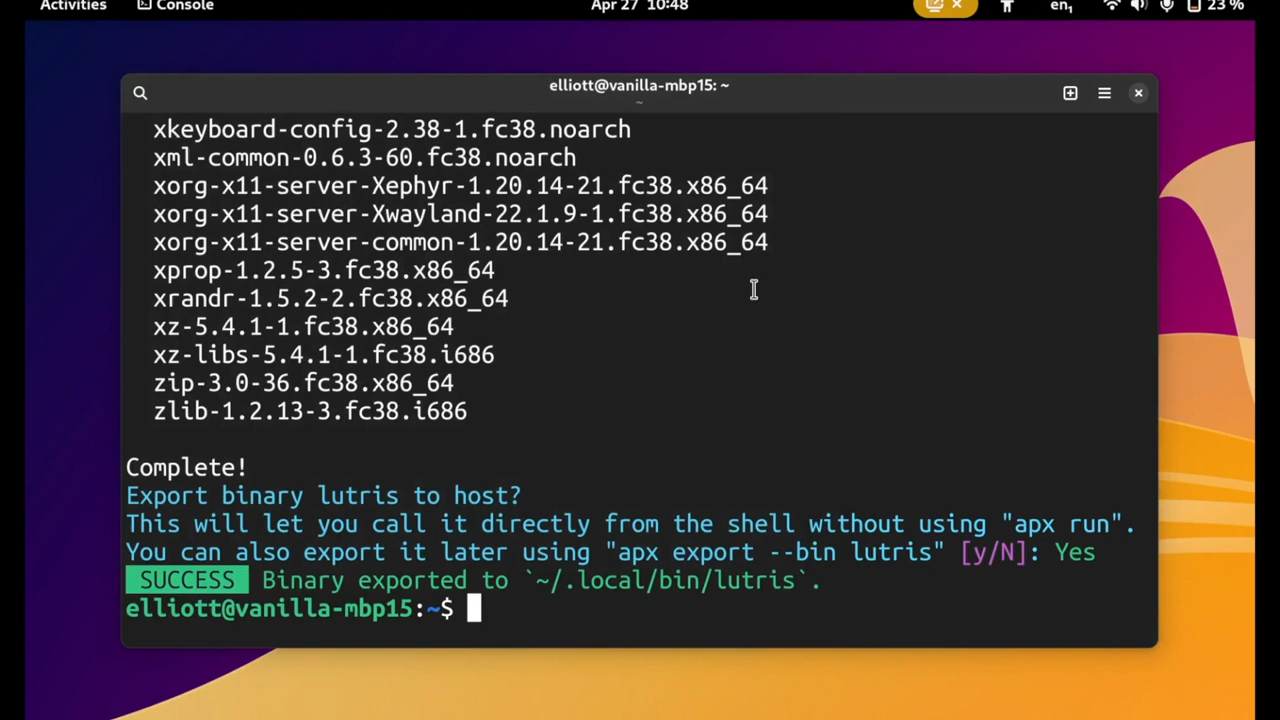 Activities Console Apr 27 10:48 en₁ 23 %
elliott@vanilla-mbp15: ~
~
xkeyboard-config-2.38-1.fc38.noarch
xml-common-0.6.3-60.fc38.noarch
xorg-x11-server-Xephyr-1.20.14-21.fc38.x86_64
xorg-x11-server-Xwayland-22.1.9-1.fc38.x86_64
xorg-x11-server-common-1.20.14-21.fc38.x86_64
xprop-1.2.5-3.fc38.x86_64
xrandr-1.5.2-2.fc38.x86_64
xz-5.4.1-1.fc38.x86_64
xz-libs-5.4.1-1.fc38.i686
zip-3.0-36.fc38.x86_64
zlib-1.2.13-3.fc38.i686
Complete!
Export binary lutris to host?
This will let you call it directly from the shell without using "apx run".
You can also export it later using "apx export --bin lutris" [y/N]: Yes
SUCCESS Binary exported to `~/.local/bin/lutris`.
elliott@vanilla-mbp15:~$